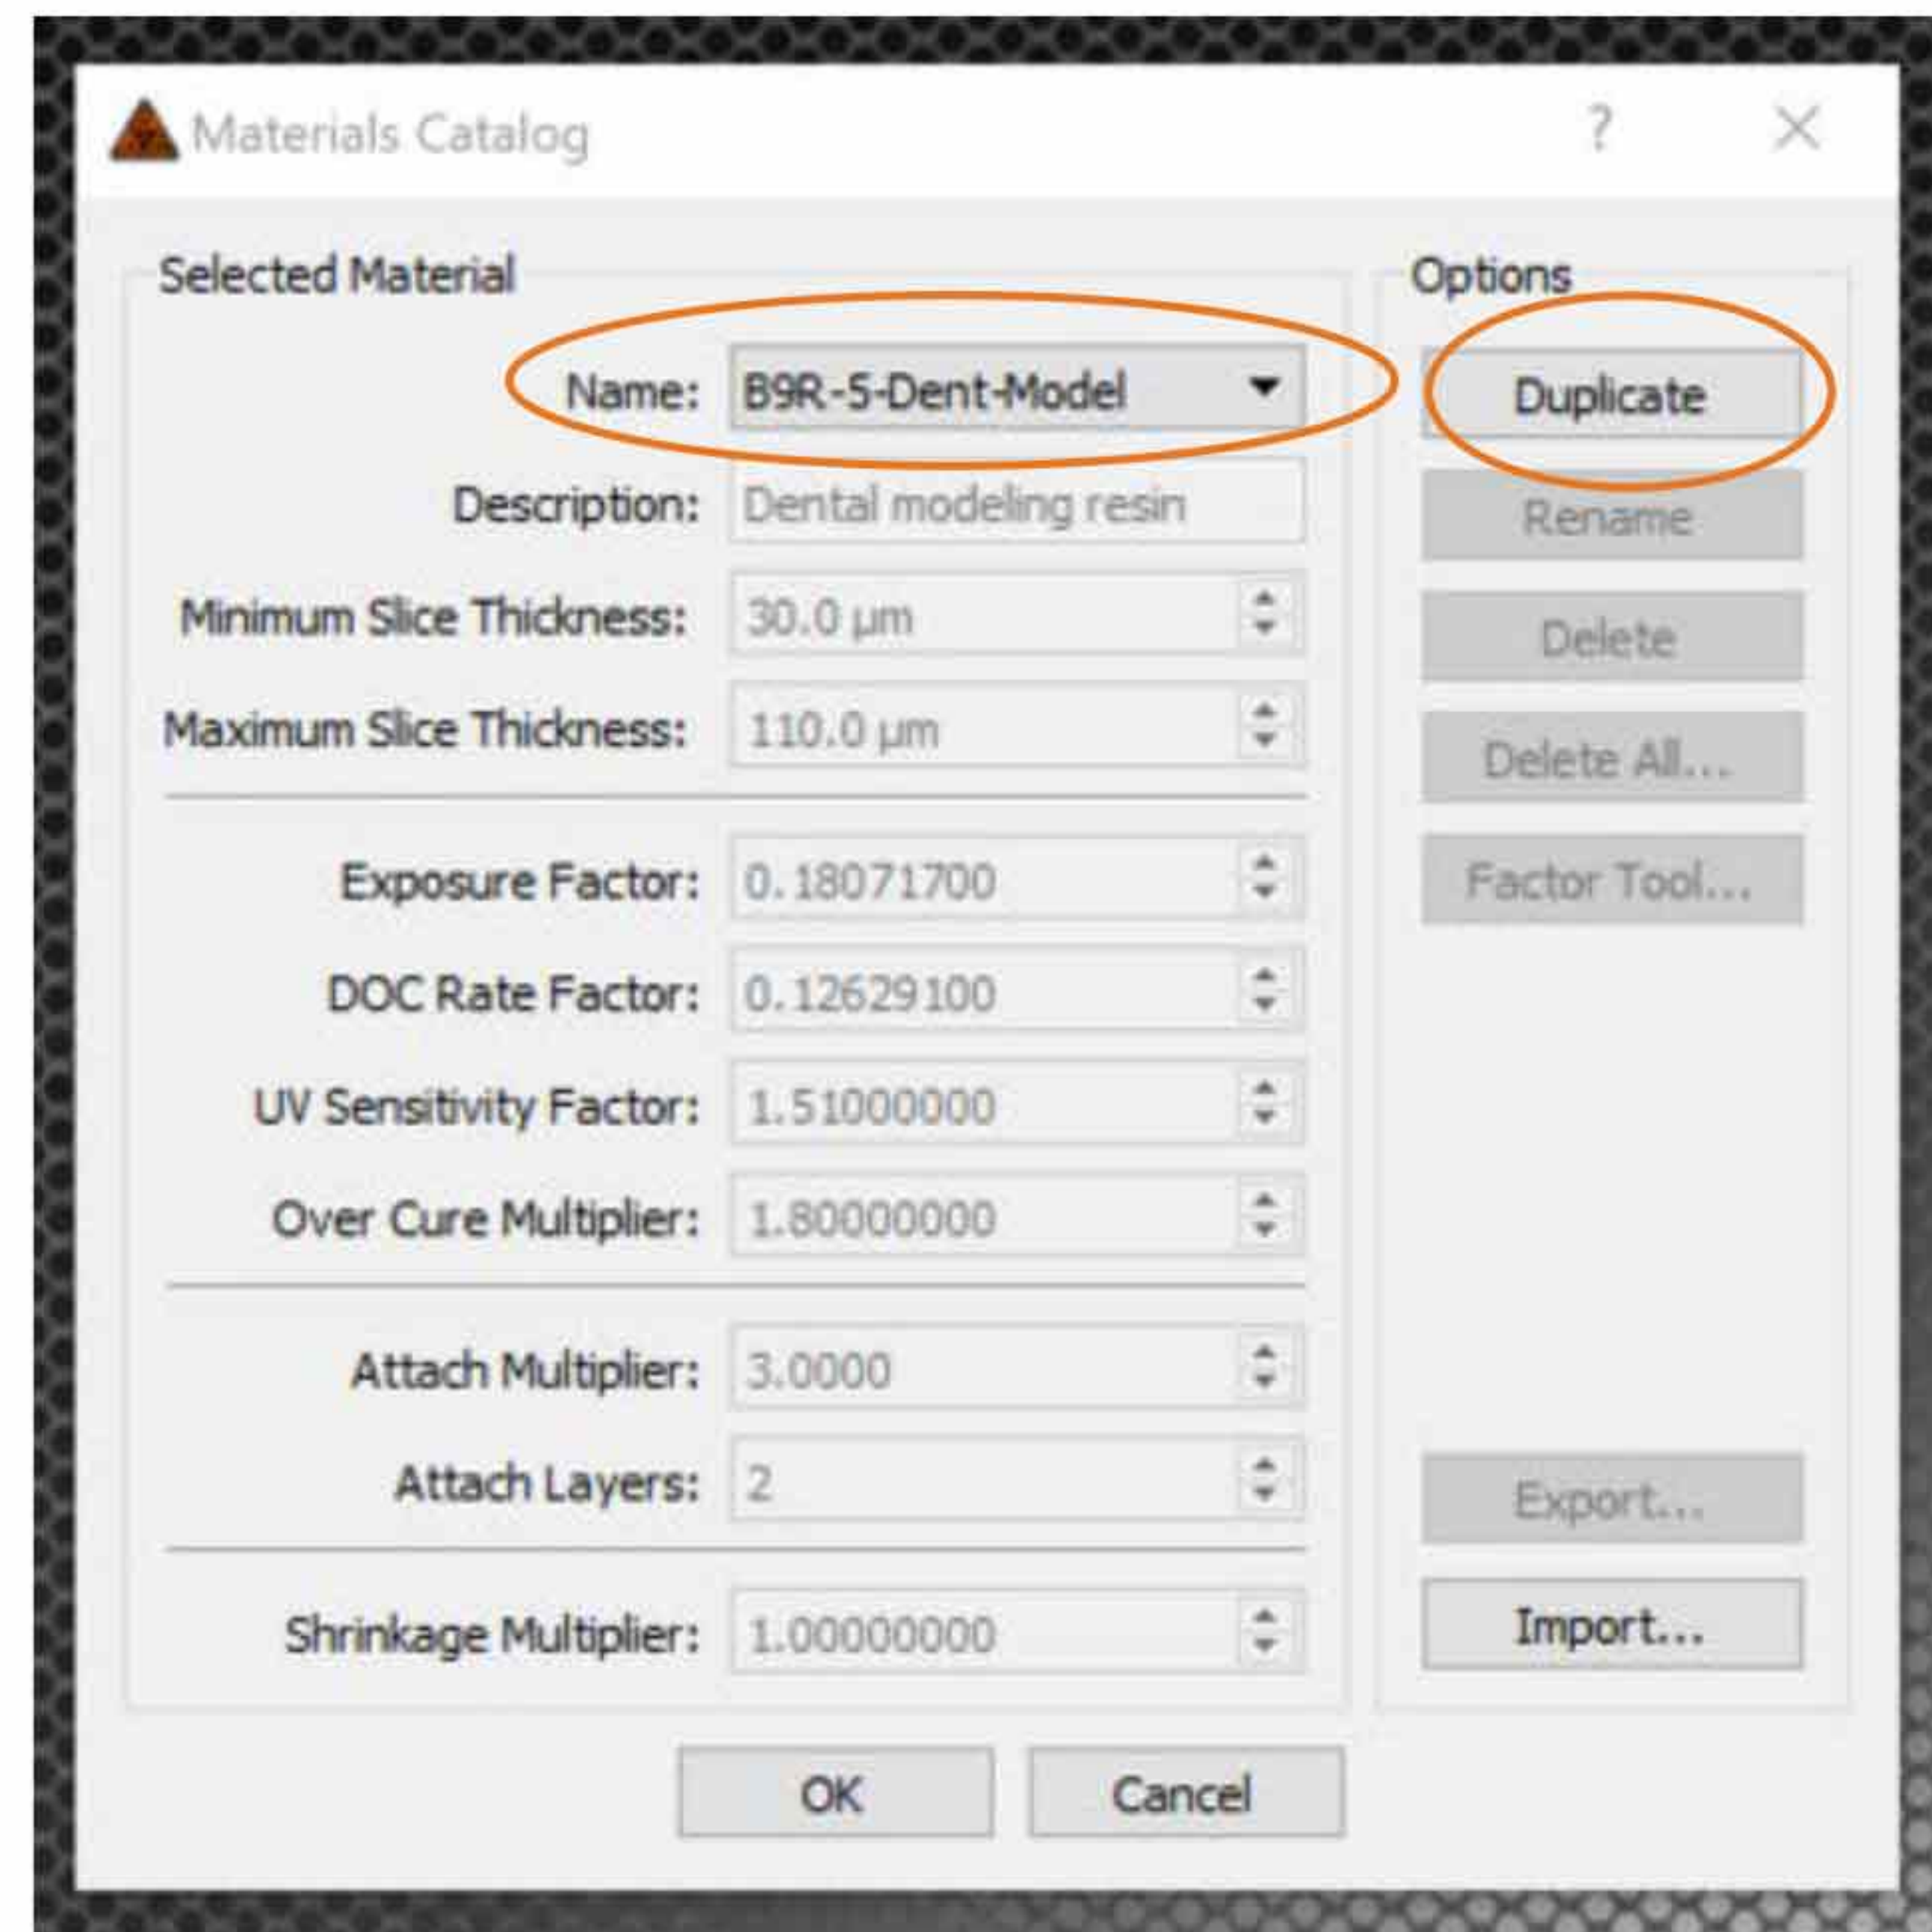 Materials Catalog ? ×
Selected Material
Name: B9R-5-Dent-Model
Description: Dental modeling resin
Minimum Slice Thickness: 30.0 µm
Maximum Slice Thickness: 110.0 µm
Exposure Factor: 0.18071700
DOC Rate Factor: 0.12629100
UV Sensitivity Factor: 1.51000000
Over Cure Multiplier: 1.80000000
Attach Multiplier: 3.0000
Attach Layers: 2
Shrinkage Multiplier: 1.00000000
Options
Duplicate
Rename
Delete
Delete All...
Factor Tool...
Export...
Import...
OK Cancel